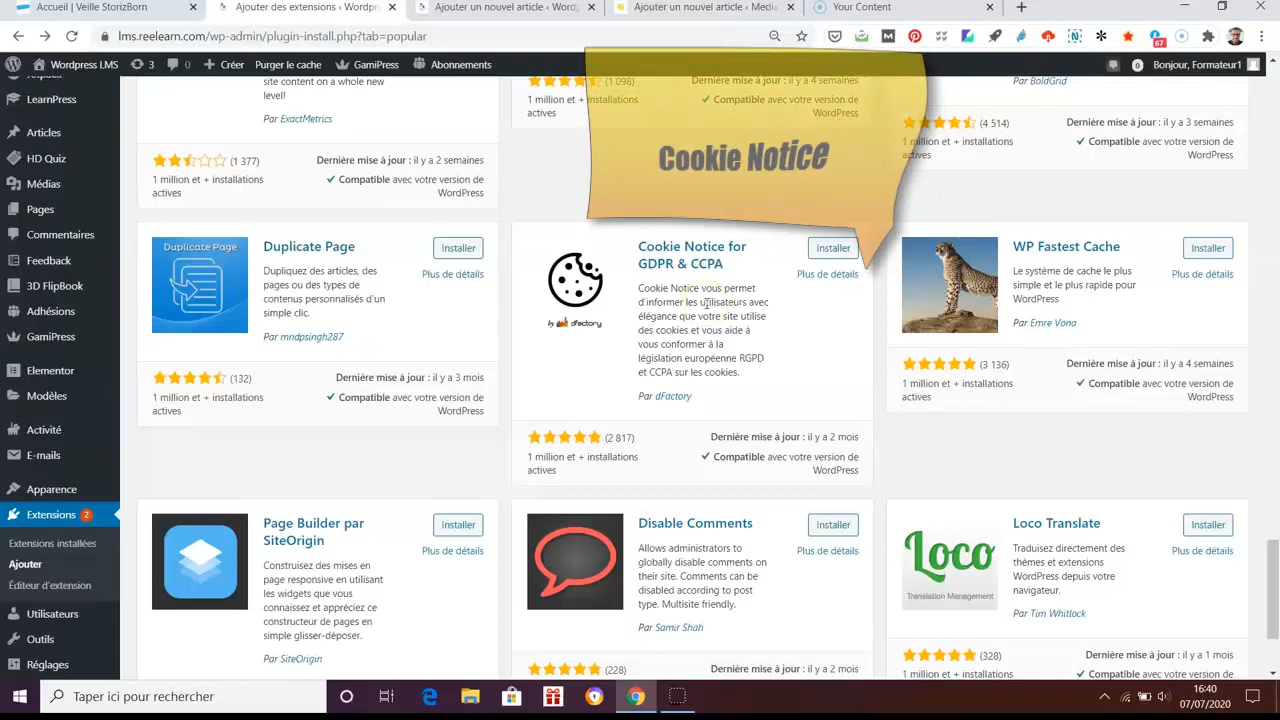 Accueil | Veille StorizBorn
Ajouter des extensions ‹ Wordpr
Ajouter un nouvel article ‹ Word
Ajouter un nouvel article ‹ Media
Your Content
lms.reelearn.com/wp-admin/plugin-install.php?tab=popular
67
Wordpress LMS
3
0
Créer
Purger le cache
GamiPress
Abonnements
0
Bonjour, Formateur1
LearnPress
Articles
HD Quiz
Médias
Pages
Commentaires
Feedback
3D FlipBook
Adhésions
GamiPress
Elementor
Modèles
Activité
E-mails
Apparence
Extensions 2
Extensions installées
Ajouter
Éditeur d'extension
Utilisateurs
Outils
Réglages
site content on a whole new
level!
Par ExactMetrics
(1 377)
Dernière mise à jour : il y a 2 semaines
1 million et + installations
actives
Compatible avec votre version de
WordPress
(1 098)
Dernière mise à jour : il y a 4 semaines
1 million et + installations
actives
Compatible avec votre version de
WordPress
Par BoldGrid
(4 514)
Dernière mise à jour : il y a 3 semaines
1 million et + installations
actives
Compatible avec votre version de
WordPress
Cookie Notice
DUPLICATE PAGE
Duplicate Page
Installer
Plus de détails
Dupliquez des articles, des
pages ou des types de
contenus personnalisés d'un
simple clic.
Par mndpsingh287
(132)
Dernière mise à jour : il y a 3 mois
1 million et + installations
actives
Compatible avec votre version de
WordPress
by dfactory
Cookie Notice for
GDPR & CCPA
Installer
Plus de détails
Cookie Notice vous permet
d'informer les utilisateurs avec
élégance que votre site utilise
des cookies et vous aide à
vous conformer à la
législation européenne RGPD
et CCPA sur les cookies.
Par dFactory
(2 817)
Dernière mise à jour : il y a 2 mois
1 million et + installations
actives
Compatible avec votre version de
WordPress
WP Fastest Cache
Installer
Plus de détails
Le système de cache le plus
simple et le plus rapide pour
WordPress
Par Emre Vona
(3 136)
Dernière mise à jour : il y a 4 semaines
1 million et + installations
actives
Compatible avec votre version de
WordPress
Page Builder par
SiteOrigin
Installer
Plus de détails
Construisez des mises en
page responsive en utilisant
les widgets que vous
connaissez et appréciez ce
constructeur de pages en
simple glisser-déposer.
Par SiteOrigin
Disable Comments
Installer
Plus de détails
Allows administrators to
globally disable comments on
their site. Comments can be
disabled according to post
type. Multisite friendly.
Par Samir Shah
(228)
Dernière mise à jour : il y a 2 mois
Loco
Translation Management
Loco Translate
Installer
Plus de détails
Traduisez directement des
thèmes et extensions
WordPress depuis votre
navigateur.
Par Tim Whitlock
(328)
Dernière mise à jour : il y a 1 mois
1 million et + installations
Compatible avec votre version de
Taper ici pour rechercher
16:40
07/07/2020